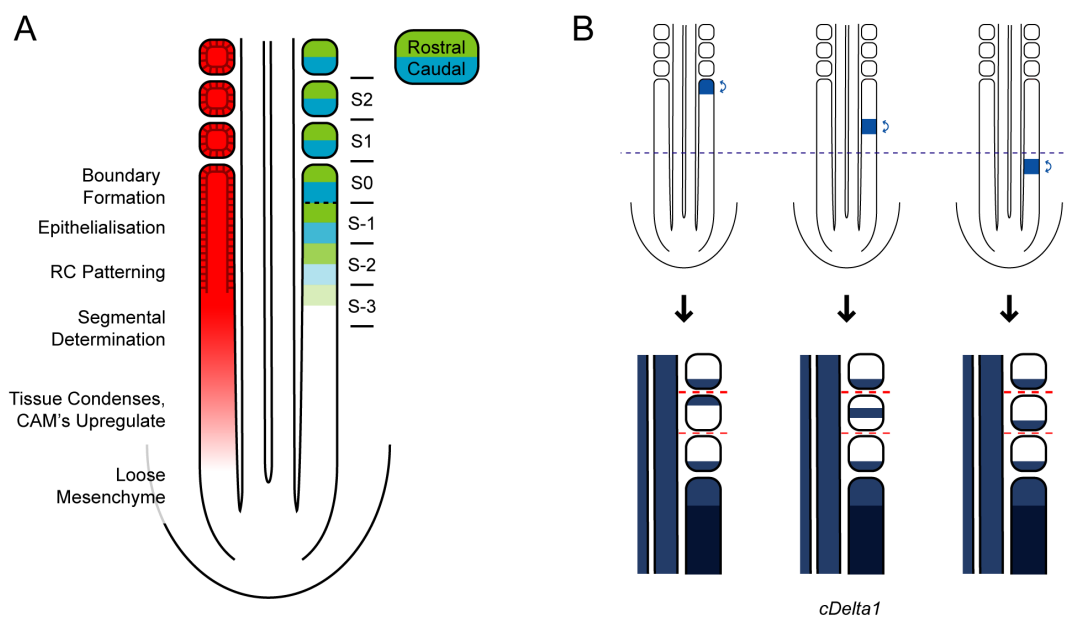 A
Rostral
Caudal
S2
S1
S0
S-1
S-2
S-3
Boundary
Formation
Epithelialisation
RC Patterning
Segmental
Determination
Tissue Condenses,
CAM's Upregulate
Loose
Mesenchyme
B
cDelta1